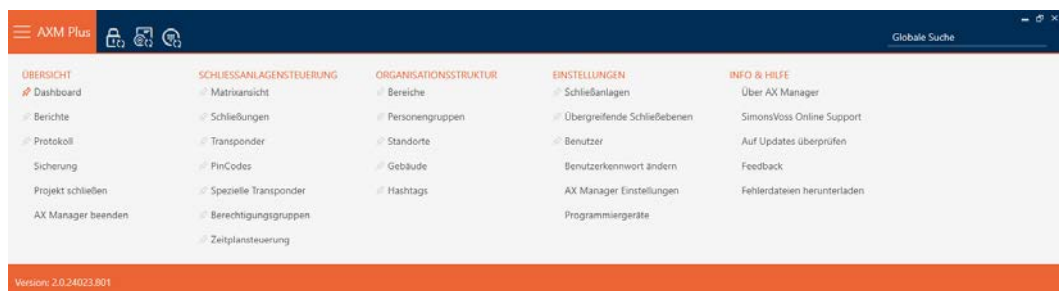 AXM Plus
Globale Suche
ÜBERSICHT
Dashboard
Berichte
Protokoll
Sicherung
Projekt schließen
AX Manager beenden
SCHLIESSANLAGENSTEUERUNG
Matrixansicht
Schließungen
Transponder
PinCodes
Spezielle Transponder
Berechtigungsgruppen
Zeitplansteuerung
ORGANISATIONSSTRUKTUR
Bereiche
Personengruppen
Standorte
Gebäude
Hashtags
EINSTELLUNGEN
Schließanlagen
Übergreifende Schließebenen
Benutzer
Benutzerkennwort ändern
AX Manager Einstellungen
Programmiergeräte
INFO & HILFE
Über AX Manager
SimonsVoss Online Support
Auf Updates überprüfen
Feedback
Fehlerdateien herunterladen
Version: 2.0.24023.801